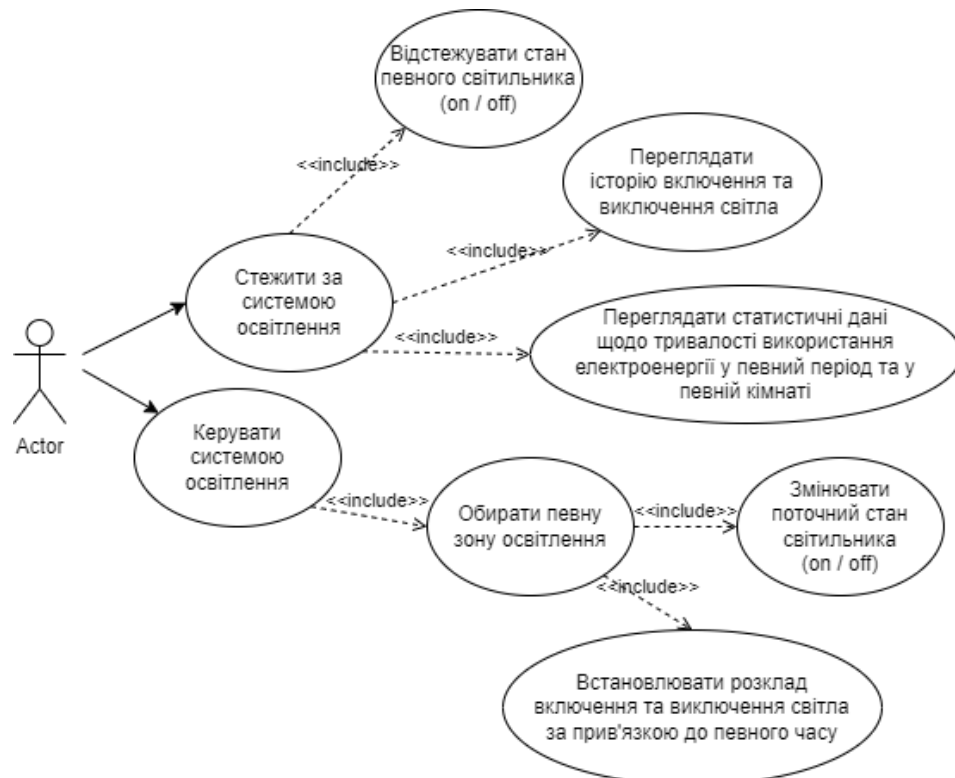 Відстежувати стан
певного світильника
(on / off)
<<include>>
Переглядати
історію включення та
виключення світла
<<include>>
Стежити за
системою
освітлення
<<include>>
Переглядати статистичні дані
щодо тривалості використання
електроенергії у певний період та у
певній кімнаті
Actor
Керувати
системою
освітлення
<<include>>
Обирати певну
зону освітлення
<<include>>
Змінювати
поточний стан
світильника
(on / off)
<<include>>
Встановлювати розклад
включення та виключення світла
за прив'язкою до певного часу